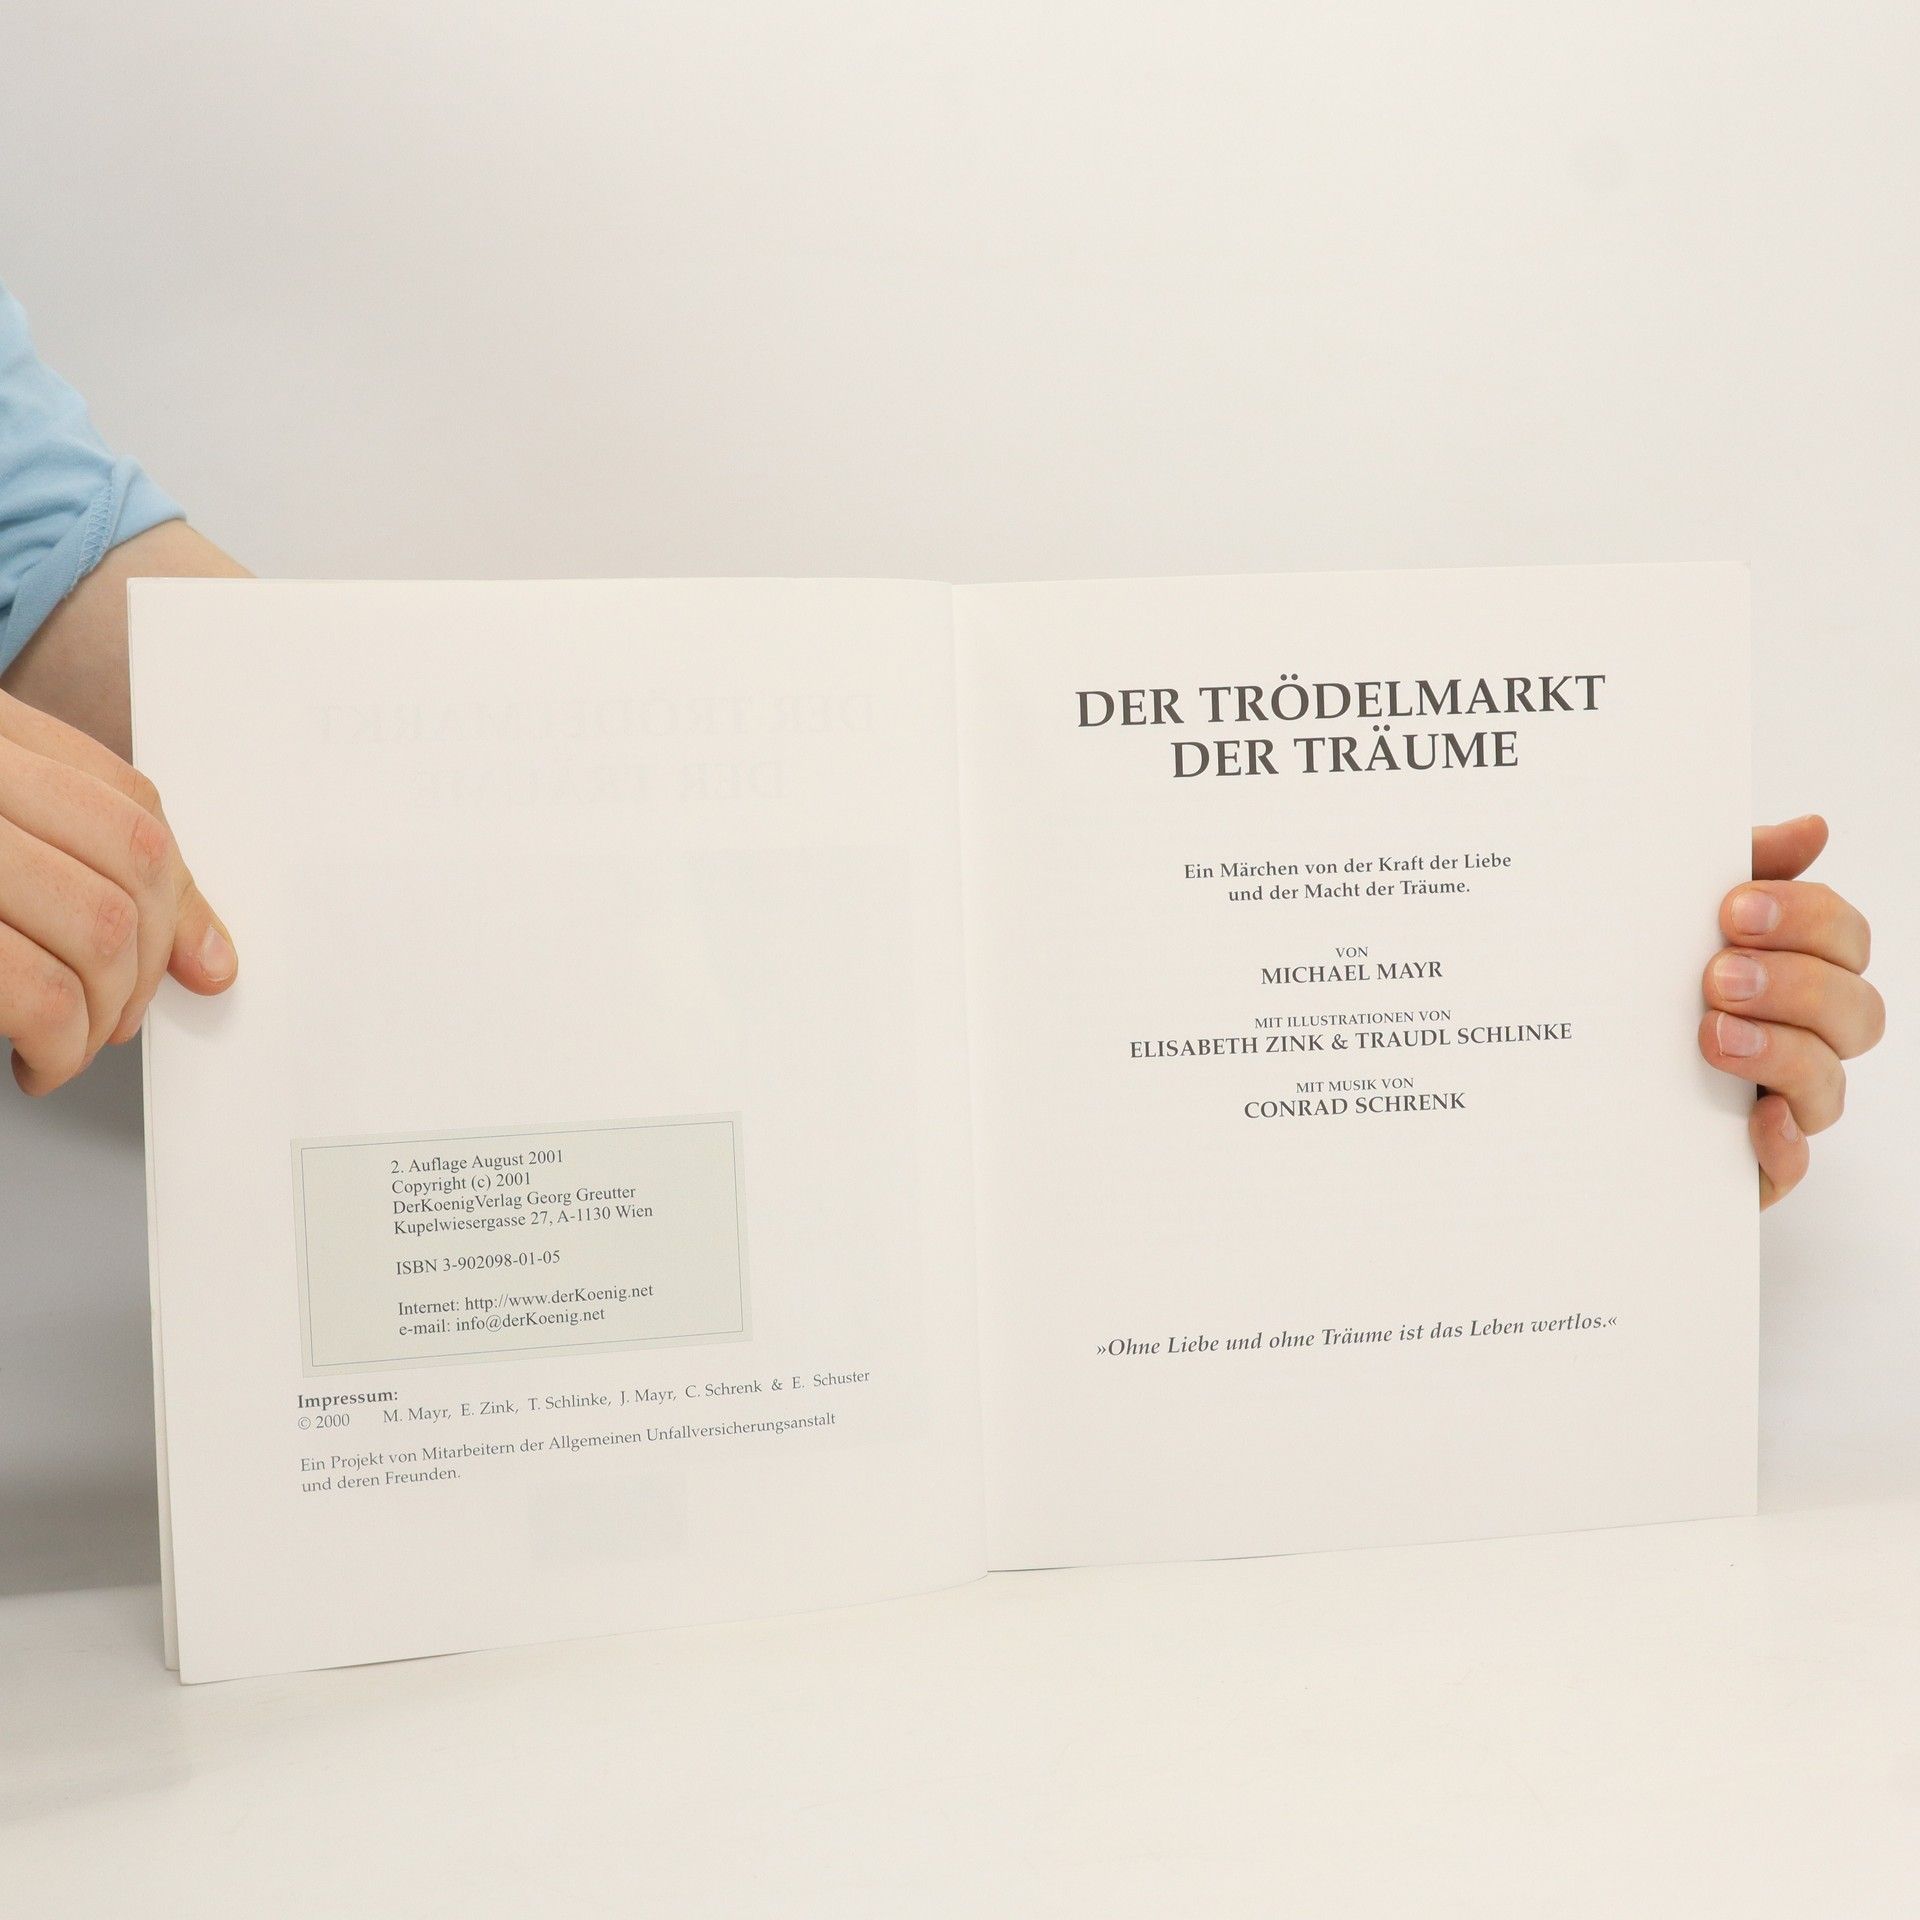 2. Auflage August 2001
Copyright (c) 2001
DerKoenigVerlag Georg Greutter
Kupelwiesergasse 27, A-1130 Wien
ISBN 3-902098-01-05
Internet: http://www.derKoenig.net
e-mail: info@derKoenig.net
Impressum:
© 2000 M. Mayr, E. Zink, T. Schlinke, J. Mayr, C. Schrenk & E. Schuster
Ein Projekt von Mitarbeitern der Allgemeinen Unfallversicherungsanstalt
und deren Freunden.
DER TRÖDELMARKT
DER TRÄUME
Ein Märchen von der Kraft der Liebe
und der Macht der Träume.
VON
MICHAEL MAYR
MIT ILLUSTRATIONEN VON
ELISABETH ZINK & TRAUDL SCHLINKE
MIT MUSIK VON
CONRAD SCHRENK
»Ohne Liebe und ohne Träume ist das Leben wertlos.«